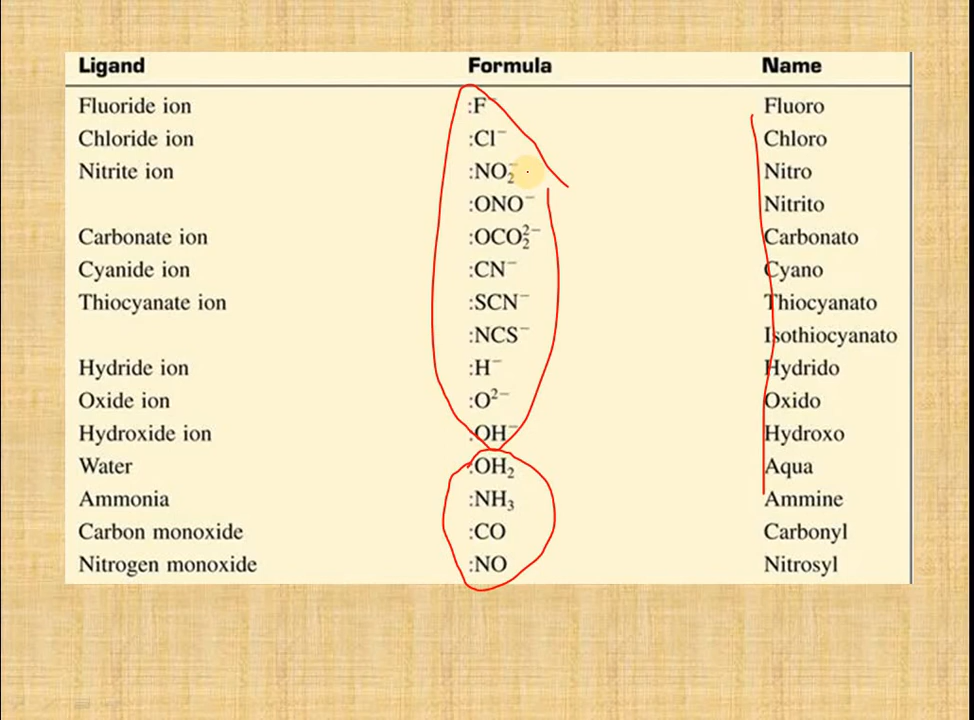 Ligand Formula Name
Fluoride ion :F⁻ Fluoro
Chloride ion :Cl⁻ Chloro
Nitrite ion :NO₂⁻ Nitro
:ONO⁻ Nitrito
Carbonate ion :OCO₂²⁻ Carbonato
Cyanide ion :CN⁻ Cyano
Thiocyanate ion :SCN⁻ Thiocyanato
:NCS⁻ Isothiocyanato
Hydride ion :H⁻ Hydrido
Oxide ion :O²⁻ Oxido
Hydroxide ion :OH⁻ Hydroxo
Water :OH₂ Aqua
Ammonia :NH₃ Ammine
Carbon monoxide :CO Carbonyl
Nitrogen monoxide :NO Nitrosyl